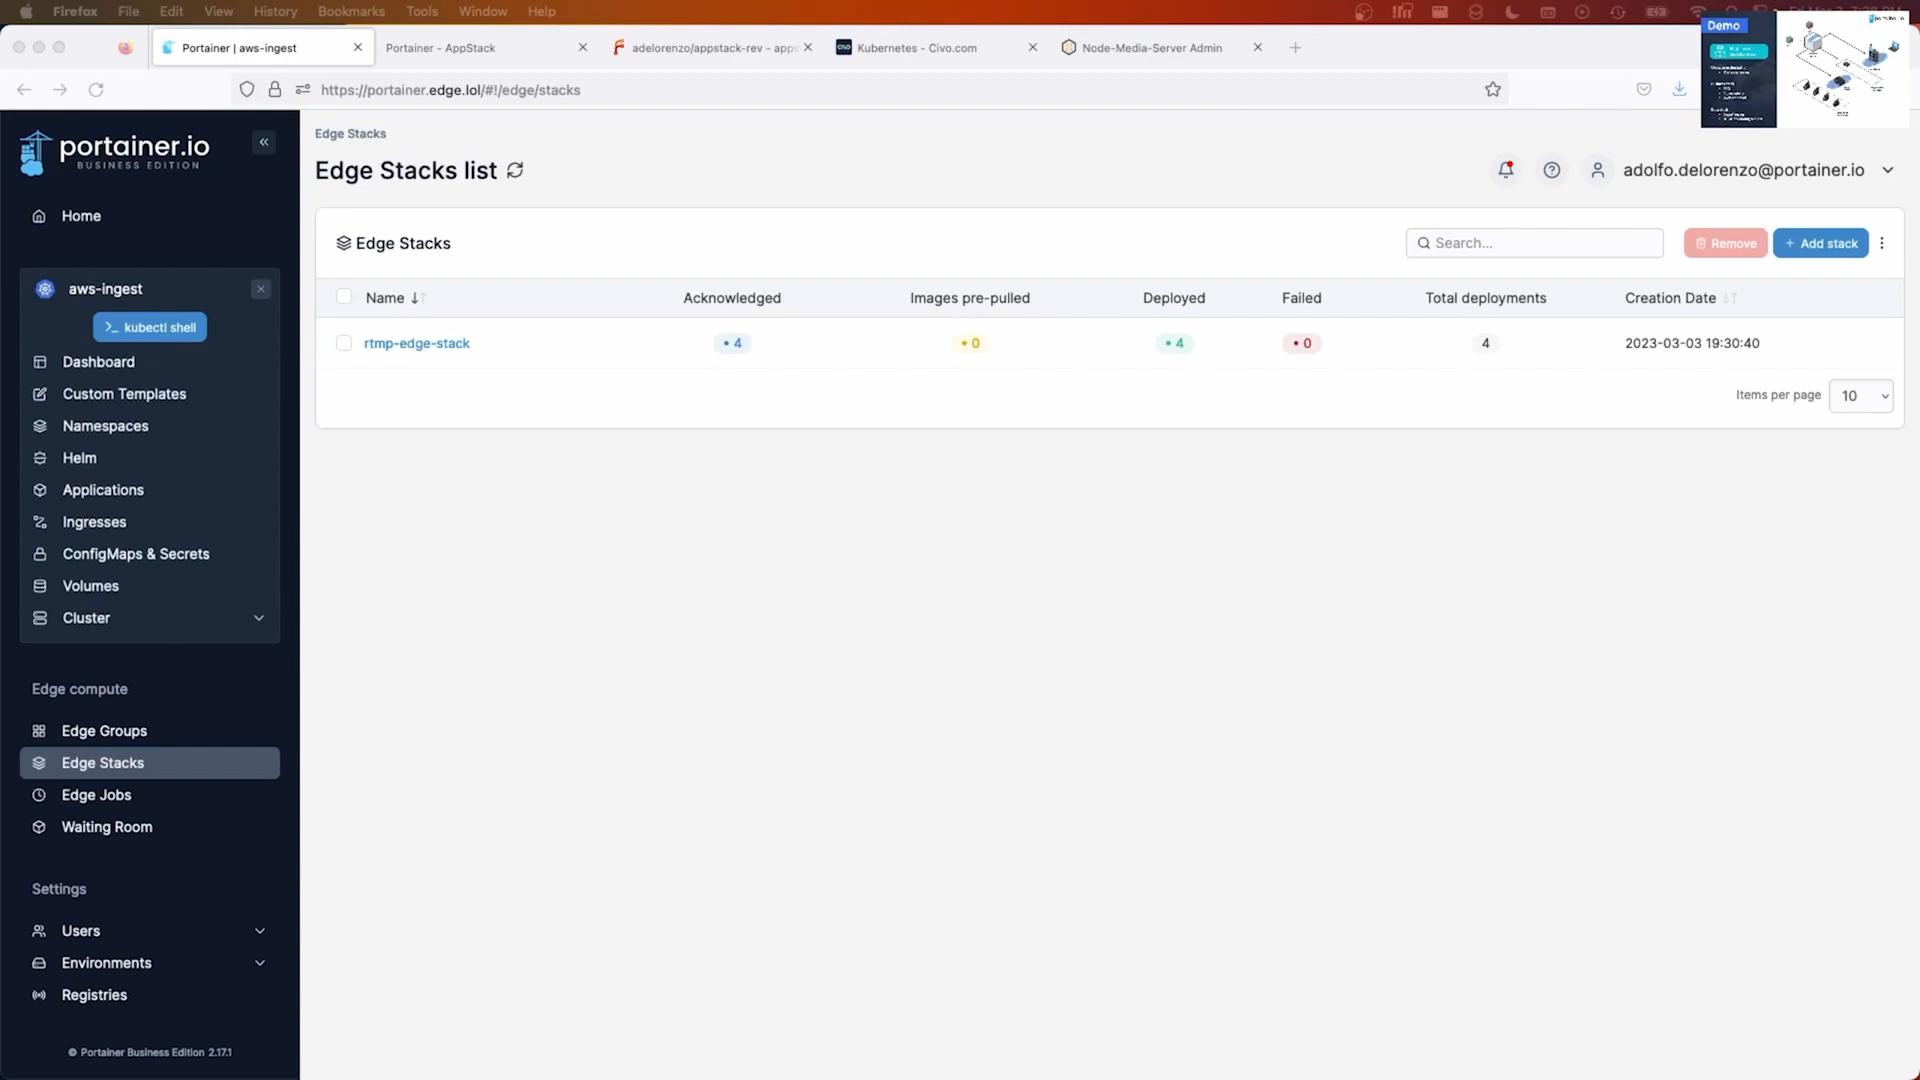 Firefox File Edit View History Bookmarks Tools Window Help
Portainer | aws-ingest
Portainer - AppStack
adelorenzo/appstack-rev - apps
Kubernetes - Civo.com
Node-Media-Server Admin
https://portainer.edge.lol/#!/edge/stacks
Demo
portainer.io
BUSINESS EDITION
Home
aws-ingest
>_ kubectl shell
Dashboard
Custom Templates
Namespaces
Helm
Applications
Ingresses
ConfigMaps & Secrets
Volumes
Cluster
Edge compute
Edge Groups
Edge Stacks
Edge Jobs
Waiting Room
Settings
Users
Environments
Registries
© Portainer Business Edition 2.17.1
Edge Stacks
Edge Stacks list
adolfo.delorenzo@portainer.io
Edge Stacks
Search...
Remove
+ Add stack
Name Acknowledged Images pre-pulled Deployed Failed Total deployments Creation Date
rtmp-edge-stack 4 0 4 0 4 2023-03-03 19:30:40
Items per page 10